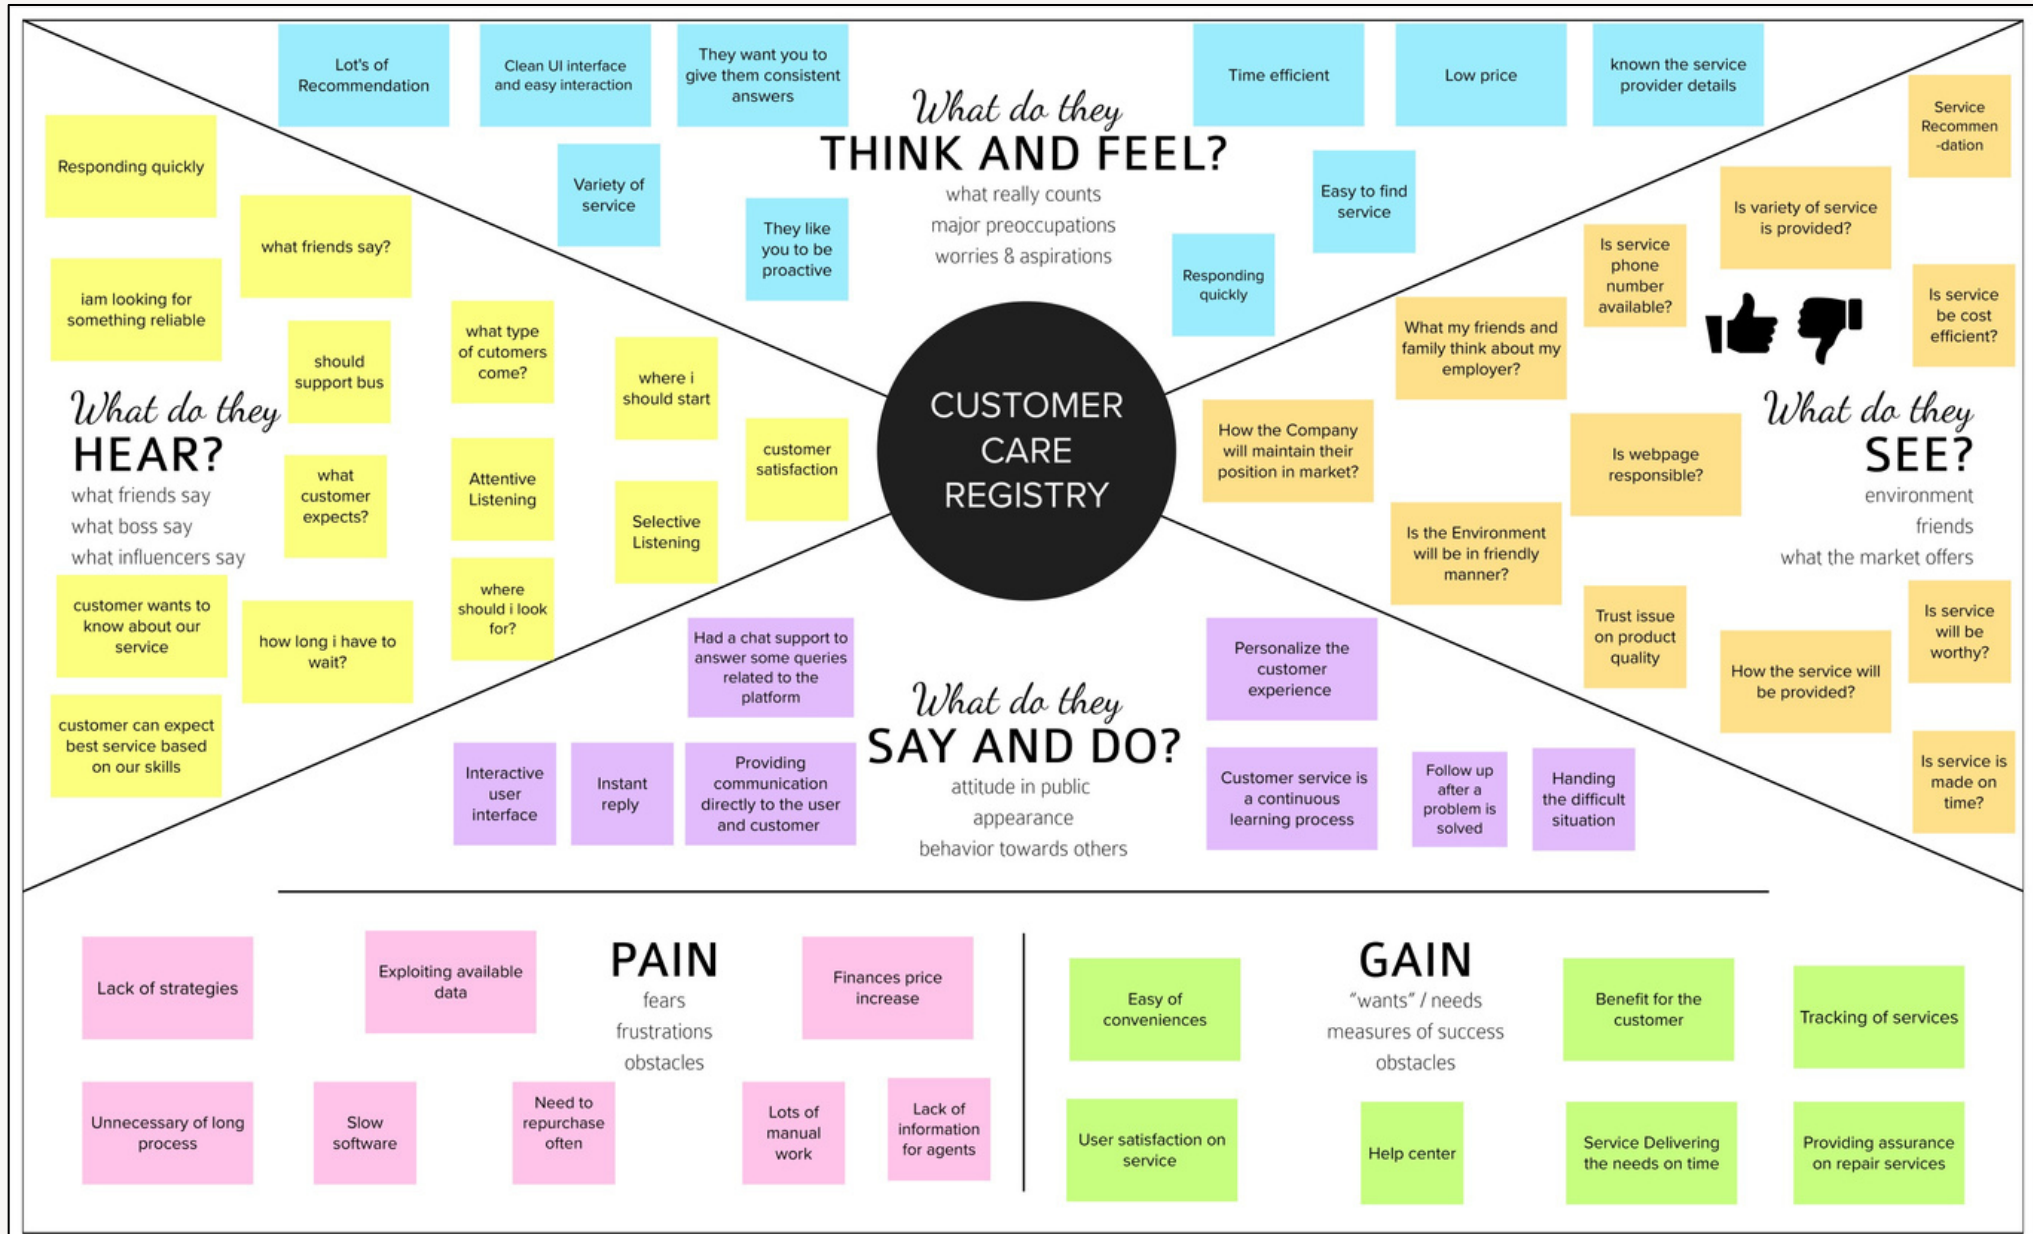 Lot's of
Recommendation
Clean UI interface
and easy interaction
They want you to
give them consistent
answers
Variety of
service
They like
you to be
proactive
What do they
THINK AND FEEL?
what really counts
major preoccupations
worries & aspirations
Time efficient
Low price
known the service
provider details
Easy to find
service
Responding
quickly
Responding quickly
what friends say?
iam looking for
something reliable
should
support bus
what type
of cutomers
come?
where i
should start
customer
satisfaction
What do they
HEAR?
what friends say
what boss say
what influencers say
what
customer
expects?
Attentive
Listening
Selective
Listening
customer wants to
know about our
service
how long i have to
wait?
where
should i look
for?
customer can expect
best service based
on our skills
CUSTOMER
CARE
REGISTRY
Service
Recommen
-dation
Is variety of service
is provided?
Is service
phone
number
available?
Is service
be cost
efficient?
What my friends and
family think about my
employer?
How the Company
will maintain their
position in market?
Is webpage
responsible?
What do they
SEE?
environment
friends
what the market offers
Is the Environment
will be in friendly
manner?
Trust issue
on product
quality
How the service will
be provided?
Is service
will be
worthy?
Is service is
made on
time?
Had a chat support to
answer some queries
related to the
platform
Interactive
user
interface
Instant
reply
Providing
communication
directly to the user
and customer
What do they
SAY AND DO?
attitude in public
appearance
behavior towards others
Personalize the
customer
experience
Customer service is
a continuous
learning process
Follow up
after a
problem is
solved
Handing
the difficult
situation
Lack of strategies
Exploiting available
data
PAIN
fears
frustrations
obstacles
Finances price
increase
Unnecessary of long
process
Slow
software
Need to
repurchase
often
Lots of
manual
work
Lack of
information
for agents
Easy of
conveniences
GAIN
"wants" / needs
measures of success
obstacles
Benefit for the
customer
Tracking of services
User satisfaction on
service
Help center
Service Delivering
the needs on time
Providing assurance
on repair services